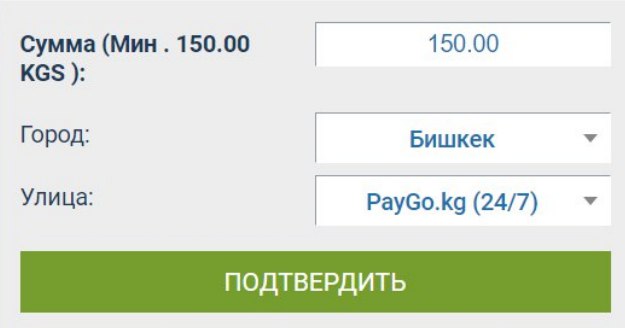 Сумма (Мин . 150.00
KGS ):
150.00
Город:
Бишкек
Улица:
PayGo.kg (24/7)
ПОДТВЕРДИТЬ